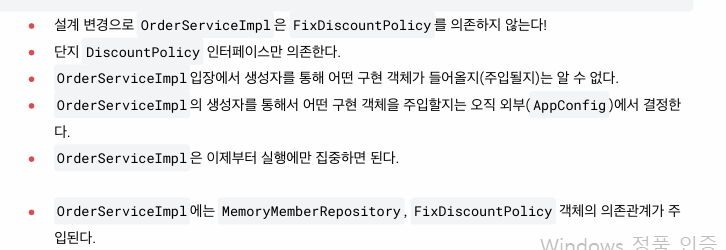 설계 변경으로 OrderServiceImpl 은 FixDiscountPolicy 를 의존하지 않는다!
단지 DiscountPolicy 인터페이스만 의존한다.
OrderServiceImpl 입장에서 생성자를 통해 어떤 구현 객체가 들어올지(주입될지)는 알 수 없다.
OrderServiceImpl 의 생성자를 통해서 어떤 구현 객체을 주입할지는 오직 외부( AppConfig )에서 결정한
다.
OrderServiceImpl 은 이제부터 실행에만 집중하면 된다.
OrderServiceImpl 에는 MemoryMemberRepository , FixDiscountPolicy 객체의 의존관계가 주
입된다.
Windows 정품 인증